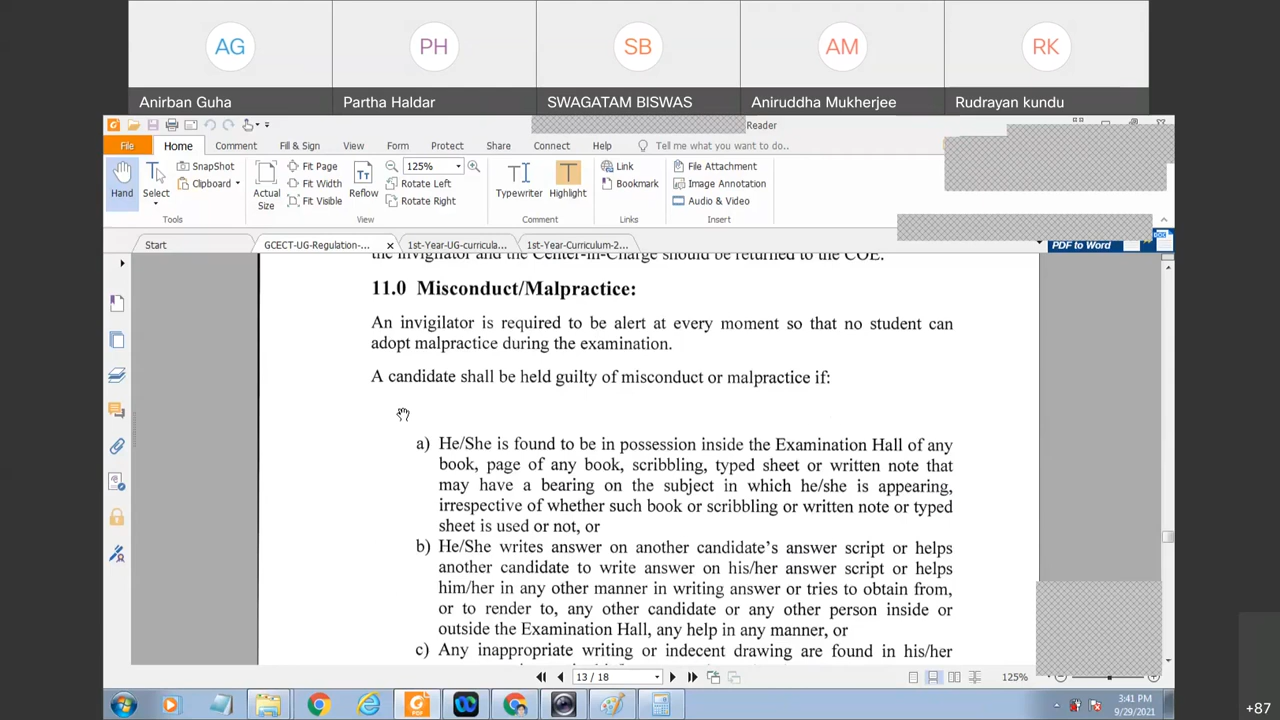 AG PH SB AM RK
Anirban Guha Partha Haldar SWAGATAM BISWAS Aniruddha Mukherjee Rudrayan kundu
Reader
File Home Comment View Form Protect Share Connect Help Tell me what you want to do..
Hand
Select
SnapShot
Clipboard
Tools
Actual
Size
Fit Page
Fit Width
Fit Visible
Reflow
125%
Rotate Left
Rotate Right
View
Typewriter
Highlight
Comment
Link
Bookmark
Links
File Attachment
Image Annotation
Audio & Video
Insert
Start GCECT-UG-Regulation-... 1st-Year-UG-curricula... 1st-Year-Curriculum-2... PDF to Word
the invigilator and the Center-in-Charge should be returned to the COE.
11.0 Misconduct/Malpractice:
An invigilator is required to be alert at every moment so that no student can
adopt malpractice during the examination.
A candidate shall be held guilty of misconduct or malpractice if:
a) He/She is found to be in possession inside the Examination Hall of any
book, page of any book, scribbling, typed sheet or written note that
may have a bearing on the subject in which he/she is appearing,
irrespective of whether such book or scribbling or written note or typed
sheet is used or not, or
b) He/She writes answer on another candidate's answer script or helps
another candidate to write answer on his/her answer script or helps
him/her in any other manner in writing answer or tries to obtain from,
or to render to, any other candidate or any other person inside or
outside the Examination Hall, any help in any manner, or
c) Any inappropriate writing or indecent drawing are found in his/her
13 / 18 125%
3:41 PM
9/29/2021
+87